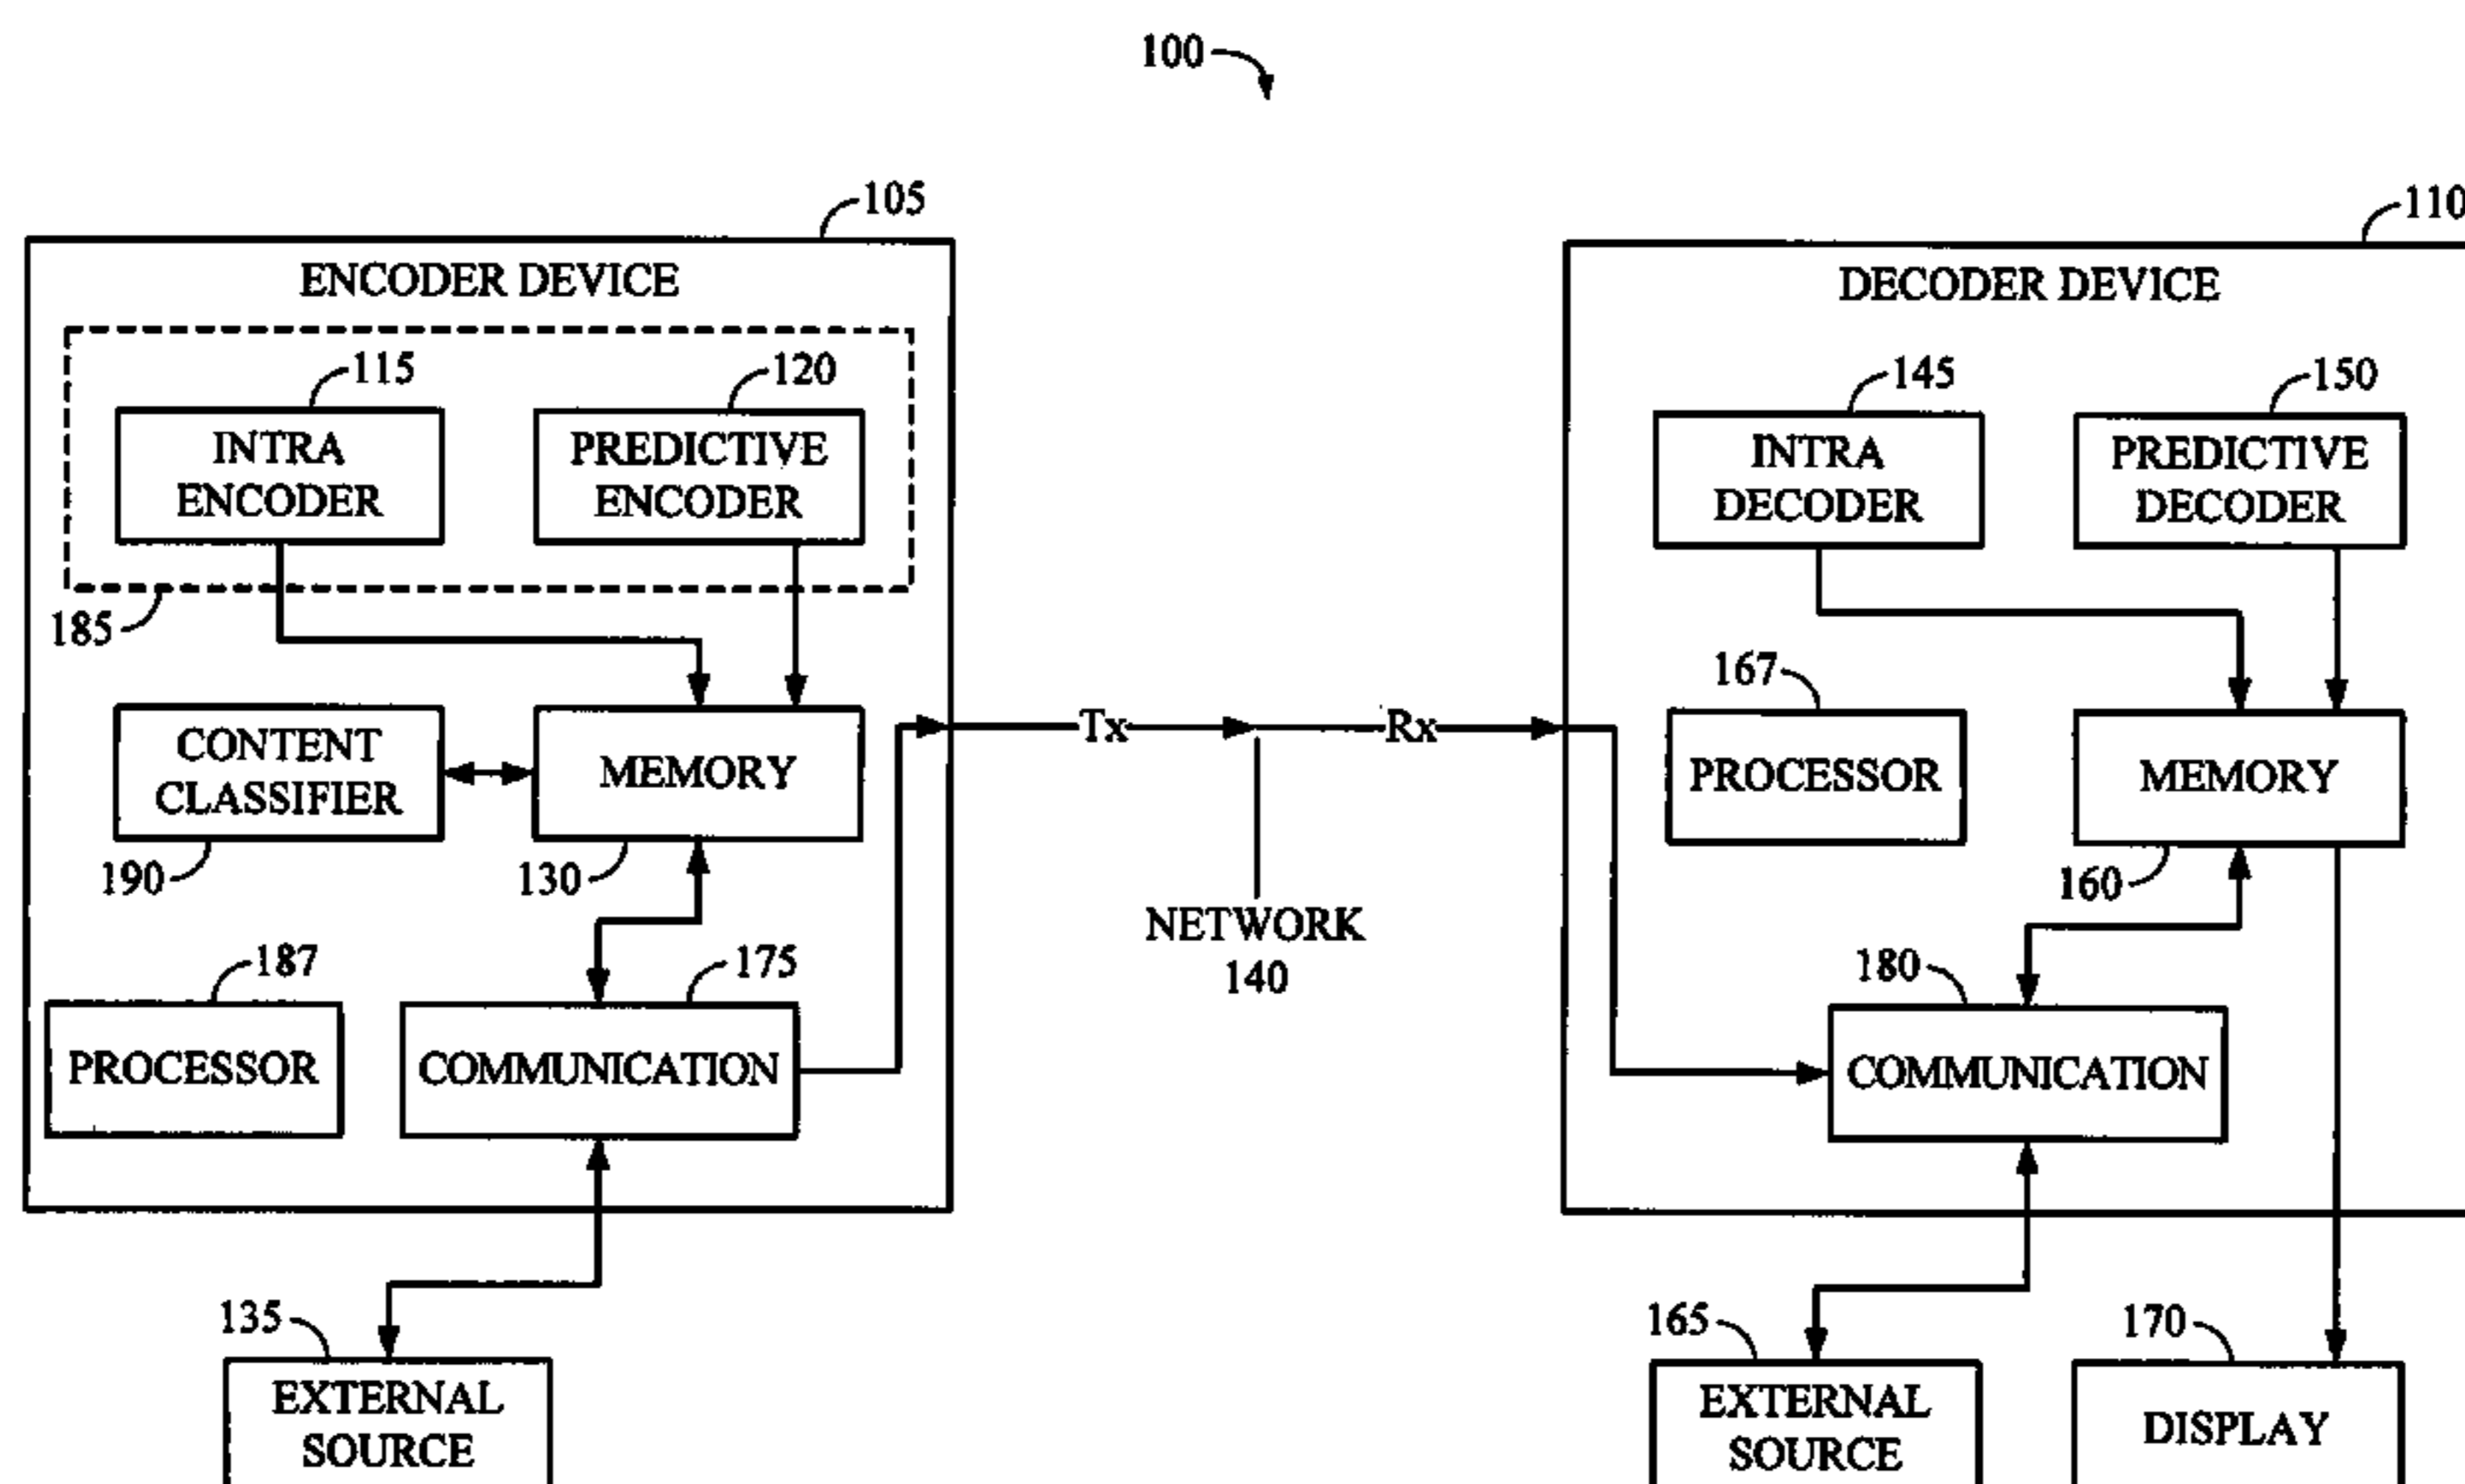 100
105
110
ENCODER DEVICE
DECODER DEVICE
115
120
145
150
INTRA
ENCODER
PREDICTIVE
ENCODER
INTRA
DECODER
PREDICTIVE
DECODER
185
167
CONTENT
CLASSIFIER
MEMORY
Tx
Rx
PROCESSOR
MEMORY
190
130
160
NETWORK
140
187
175
180
PROCESSOR
COMMUNICATION
COMMUNICATION
135
165
170
EXTERNAL
SOURCE
EXTERNAL
SOURCE
DISPLAY